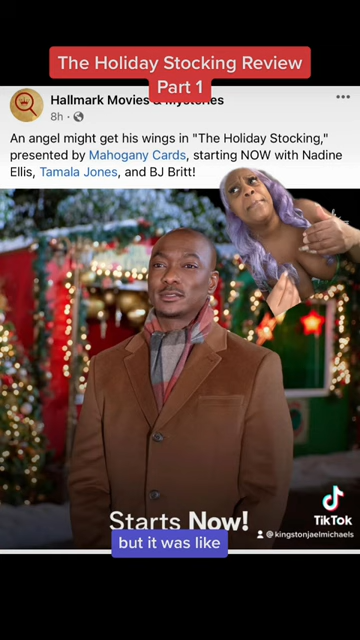 The Holiday Stocking Review
Part 1
Hallmark Movies & Mysteries
8h ·
An angel might get his wings in "The Holiday Stocking,"
presented by Mahogany Cards, starting NOW with Nadine
Ellis, Tamala Jones, and BJ Britt!
Starts Now!
TikTok
@kingstonjaelmichaels
but it was like